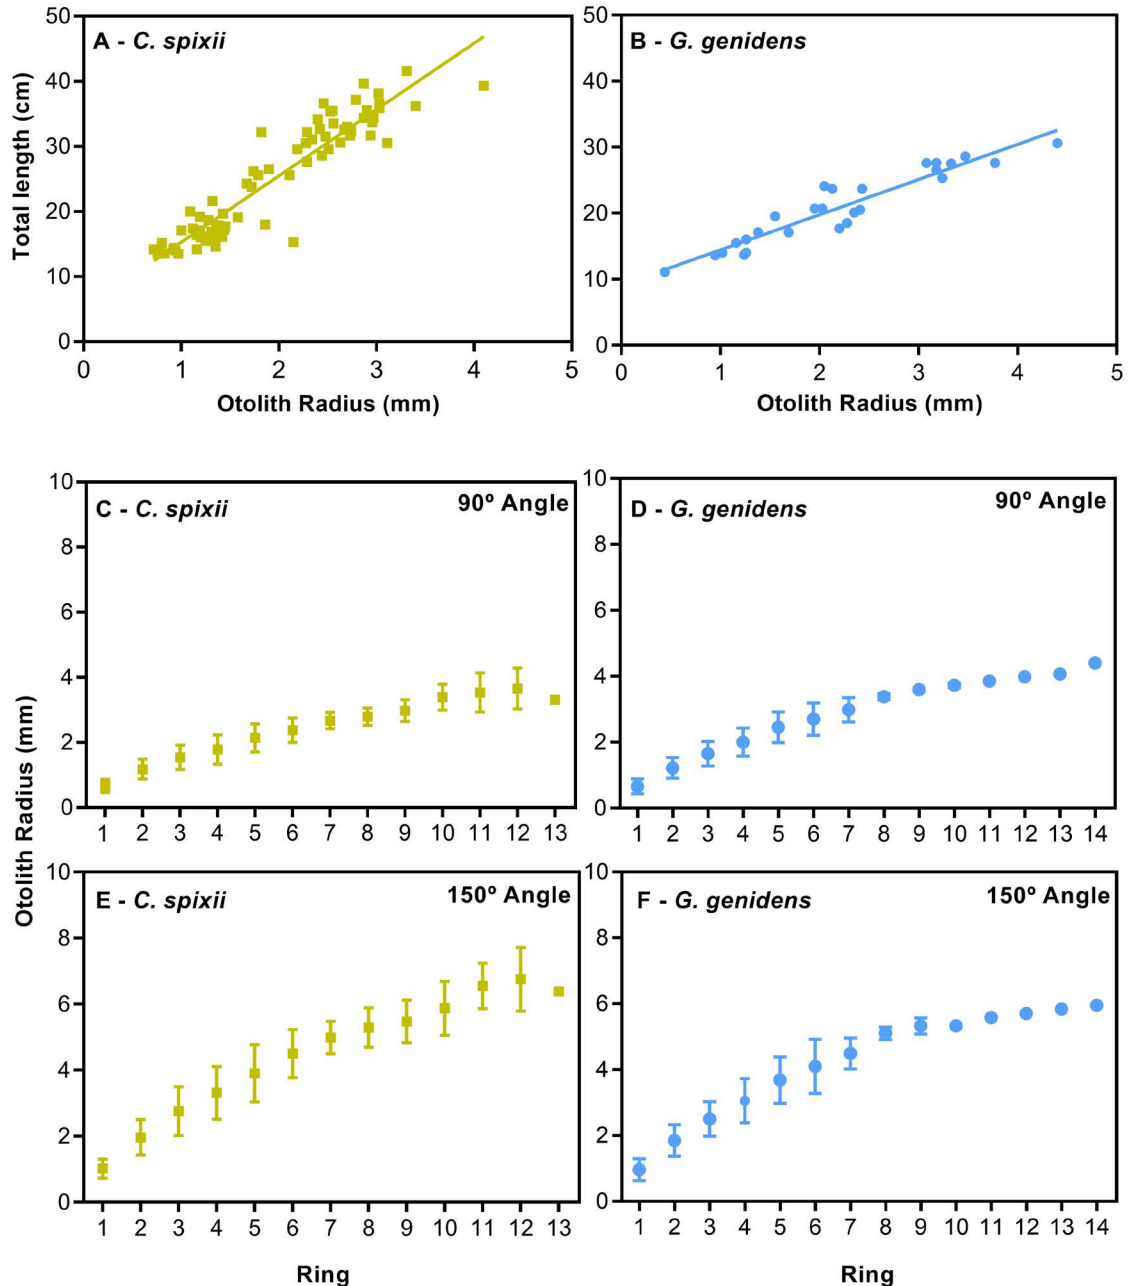 A - C. spixii
50
40
30
20
10
0
0 1 2 3 4 5
Total length (cm)
Otolith Radius (mm)
B - G. genidens
50
40
30
20
10
0
0 1 2 3 4 5
Otolith Radius (mm)
C - C. spixii
90º Angle
10
8
6
4
2
0
1 2 3 4 5 6 7 8 9 10 11 12 13
D - G. genidens
90º Angle
10
8
6
4
2
0
1 2 3 4 5 6 7 8 9 10 11 12 13 14
Otolith Radius (mm)
E - C. spixii
150º Angle
10
8
6
4
2
0
1 2 3 4 5 6 7 8 9 10 11 12 13
Ring
F - G. genidens
150º Angle
10
8
6
4
2
0
1 2 3 4 5 6 7 8 9 10 11 12 13 14
Ring